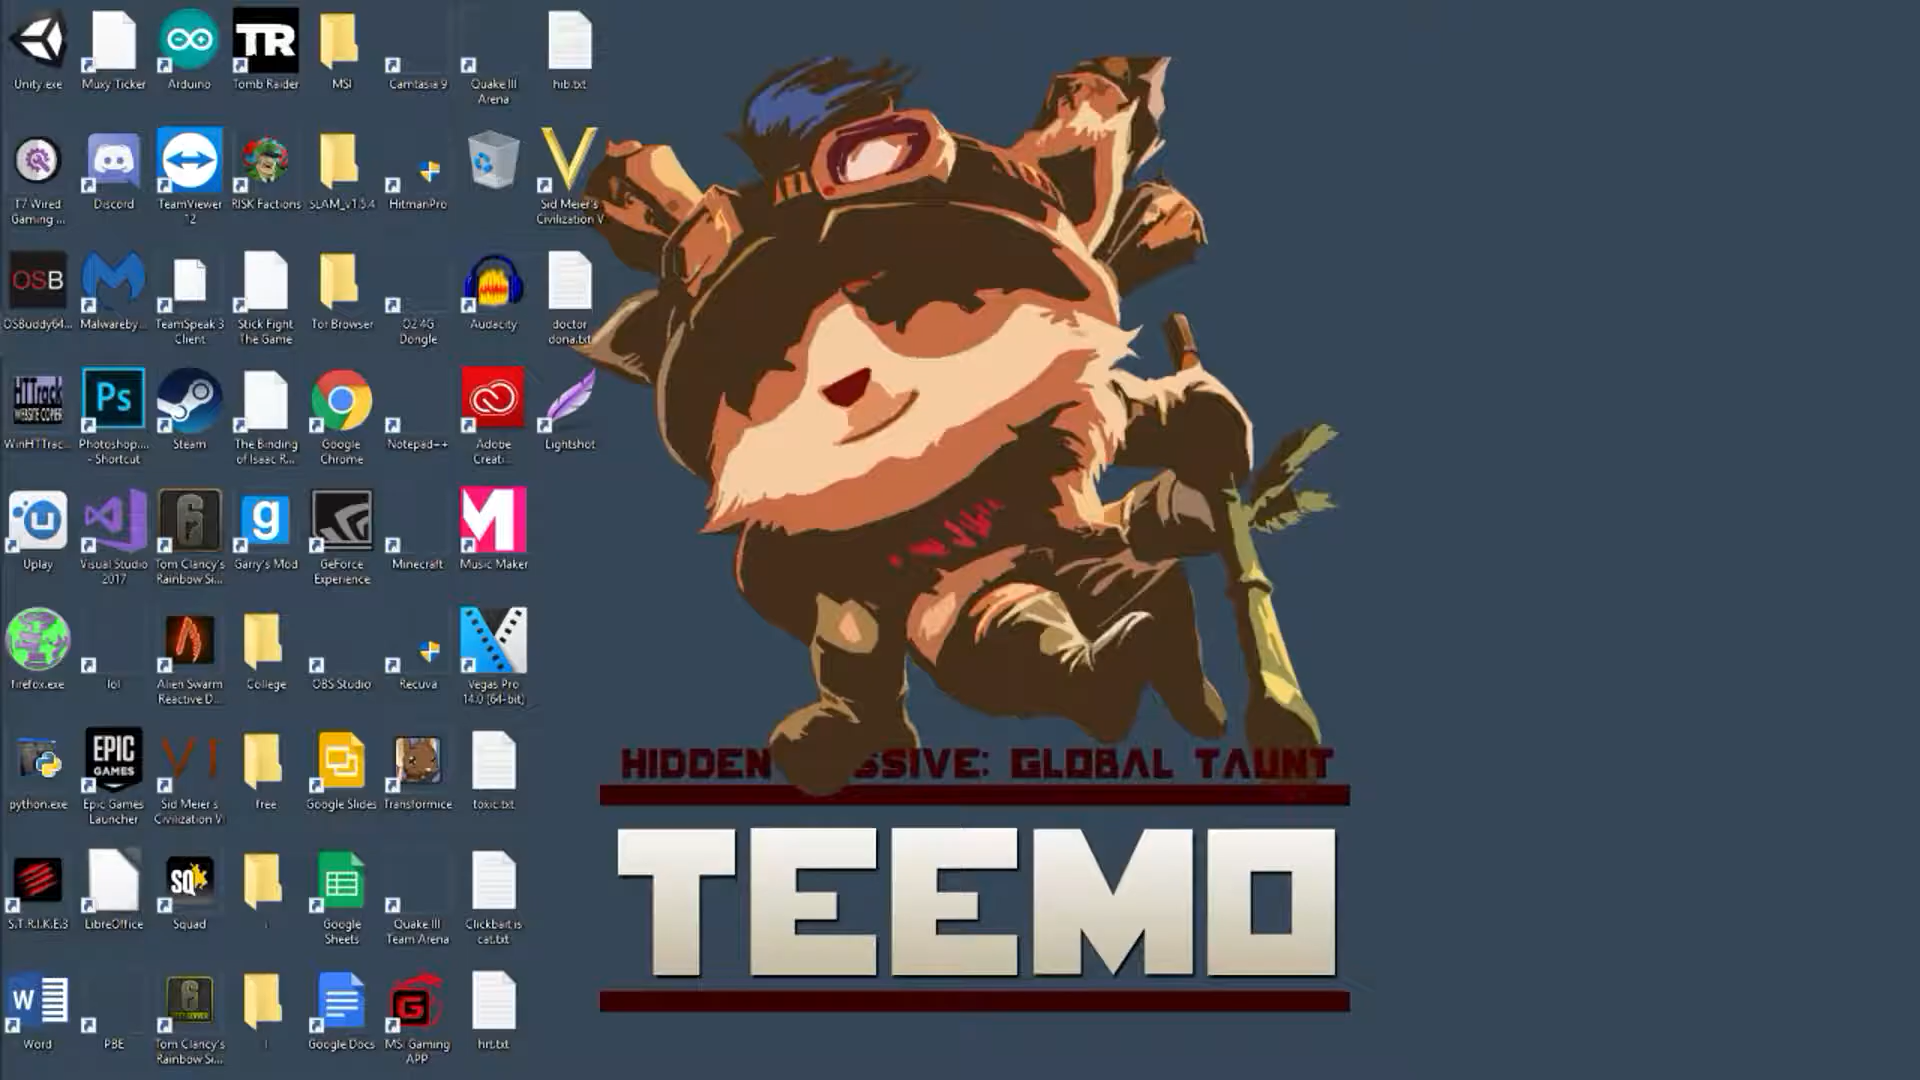 Unity.exe
Muxy Ticker
Arduino
TR
Tomb Raider
MSI
Camtasia 9
Quake III
Arena
hib.txt
T7 Wired
Gaming ...
Discord
TeamViewer
12
RISK Factions
SLAM_v1.5.4
HitmanPro
Sid Meier's
Civilization V
OSB
OSBuddy64...
Malwareby...
TeamSpeak 3
Client
Stick Fight
The Game
Tor Browser
O2 4G
Dongle
Audacity
doctor
dona.txt
HTTrack
WEBSITE COPIER
WinHTTrac...
Ps
Photoshop....
- Shortcut
Steam
The Binding
of Isaac R...
Google
Chrome
Notepad++
Adobe
Creati...
Lightshot
Uplay
Visual Studio
2017
6
Tom Clancy's
Rainbow Si...
g
Garry's Mod
GeForce
Experience
Minecraft
M
Music Maker
firefox.exe
lol
Alien Swarm
Reactive D...
College
OBS Studio
Recuva
Vegas Pro
14.0 (64-bit)
python.exe
EPIC
GAMES
Epic Games
Launcher
VI
Sid Meier's
Civilization VI
free
Google Slides
Transformice
toxic.txt
S.T.R.I.K.E.3
LibreOffice
SQ
Squad
Google
Sheets
Quake III
Team Arena
Clickbait is
cat.txt
W
Word
PBE
6
Tom Clancy's
Rainbow Si...
Google Docs
G
MSI Gaming
APP
hrt.txt
HIDDEN SSIVE: GLOBAL TAUNT
TEEMO